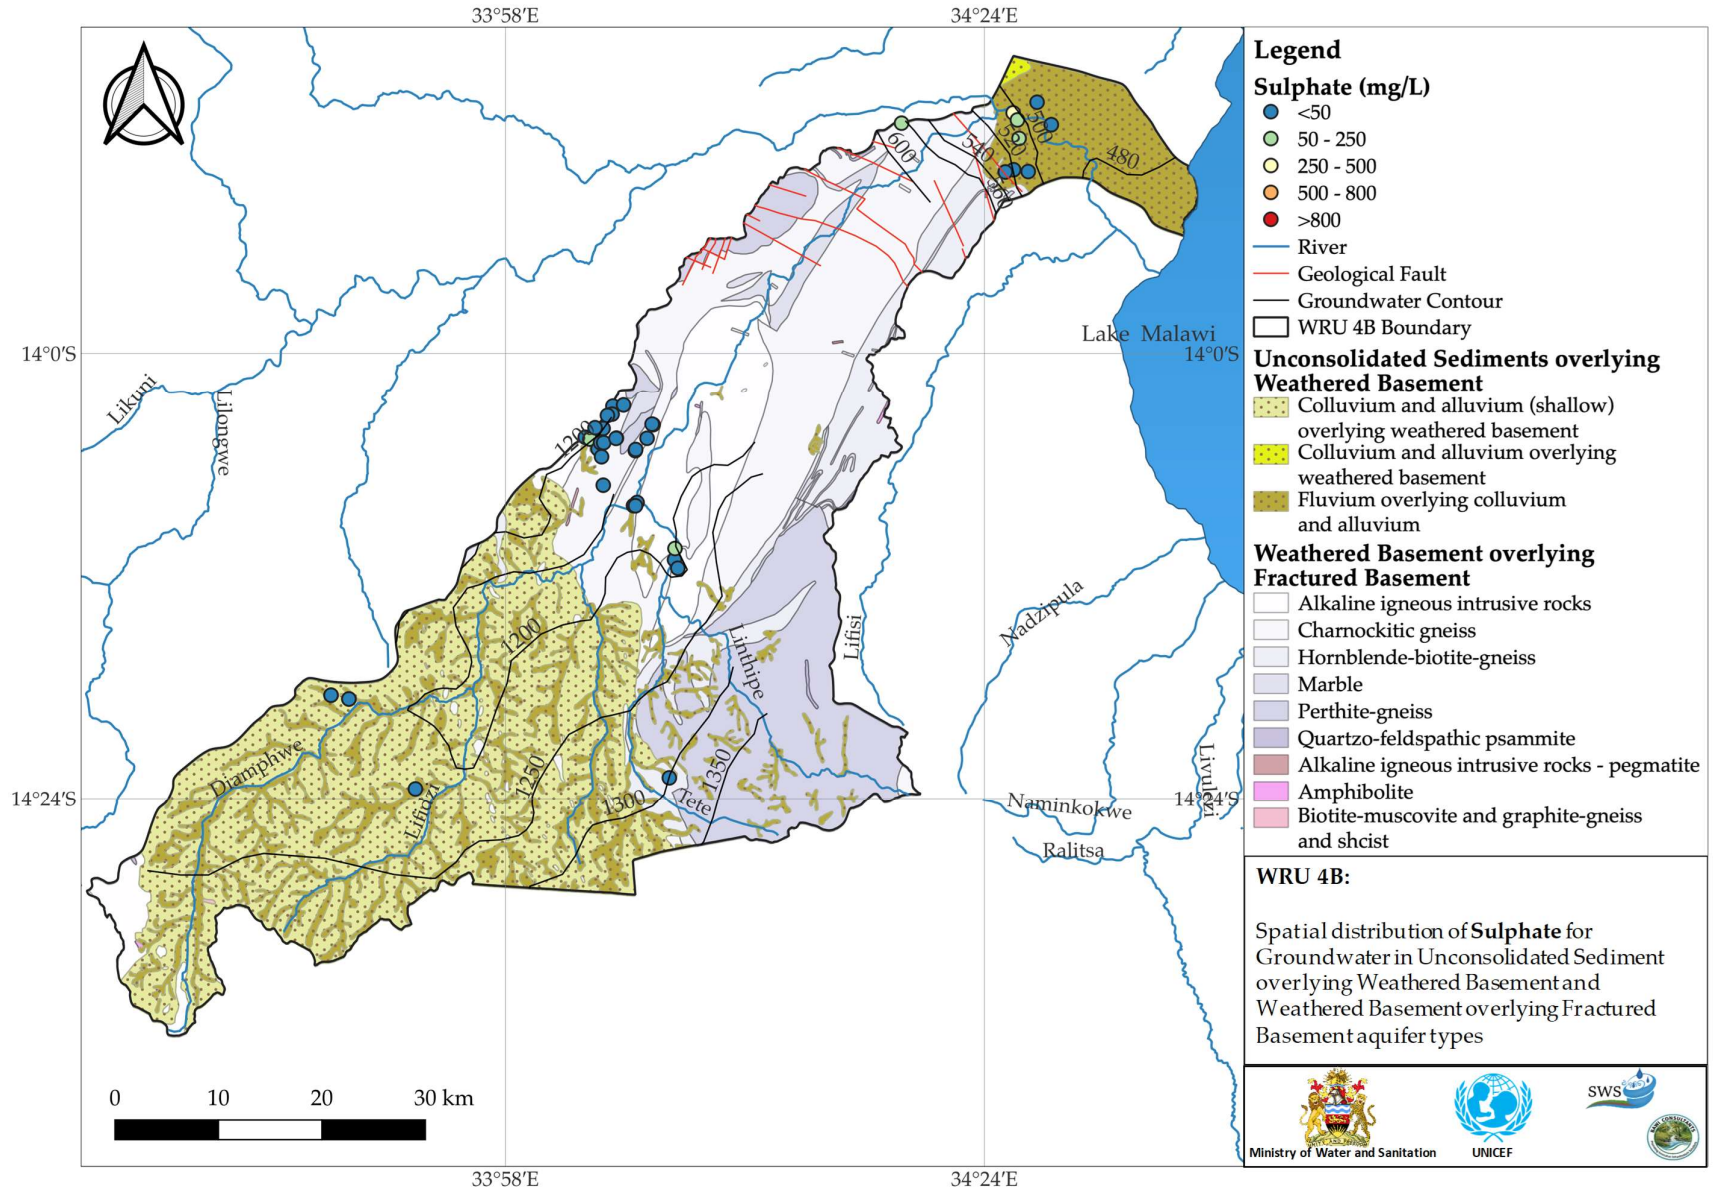 33°58'E
34°24'E
14°0'S
14°24'S
14°0'S
14°24'S
33°58'E
34°24'E
600
540
520
500
560
480
1200
1200
1250
1300
1350
Likuni
Lilongwe
Diamphwe
Lifidzi
Linthipe
Tete
Lifisi
Nadzipula
Lake Malawi
Naminkokwe
Ralitsa
Livulezi
0 10 20 30 km
Legend
Sulphate (mg/L)
<50
50 - 250
250 - 500
500 - 800
>800
River
Geological Fault
Groundwater Contour
WRU 4B Boundary
Unconsolidated Sediments overlying
Weathered Basement
Colluvium and alluvium (shallow)
overlying weathered basement
Colluvium and alluvium overlying
weathered basement
Fluvium overlying colluvium
and alluvium
Weathered Basement overlying
Fractured Basement
Alkaline igneous intrusive rocks
Charnockitic gneiss
Hornblende-biotite-gneiss
Marble
Perthite-gneiss
Quartzo-feldspathic psammite
Alkaline igneous intrusive rocks - pegmatite
Amphibolite
Biotite-muscovite and graphite-gneiss
and shcist
WRU 4B:
Spatial distribution of Sulphate for
Groundwater in Unconsolidated Sediment
overlying Weathered Basement and
Weathered Basement overlying Fractured
Basement aquifer types
Ministry of Water and Sanitation
UNICEF
SWS